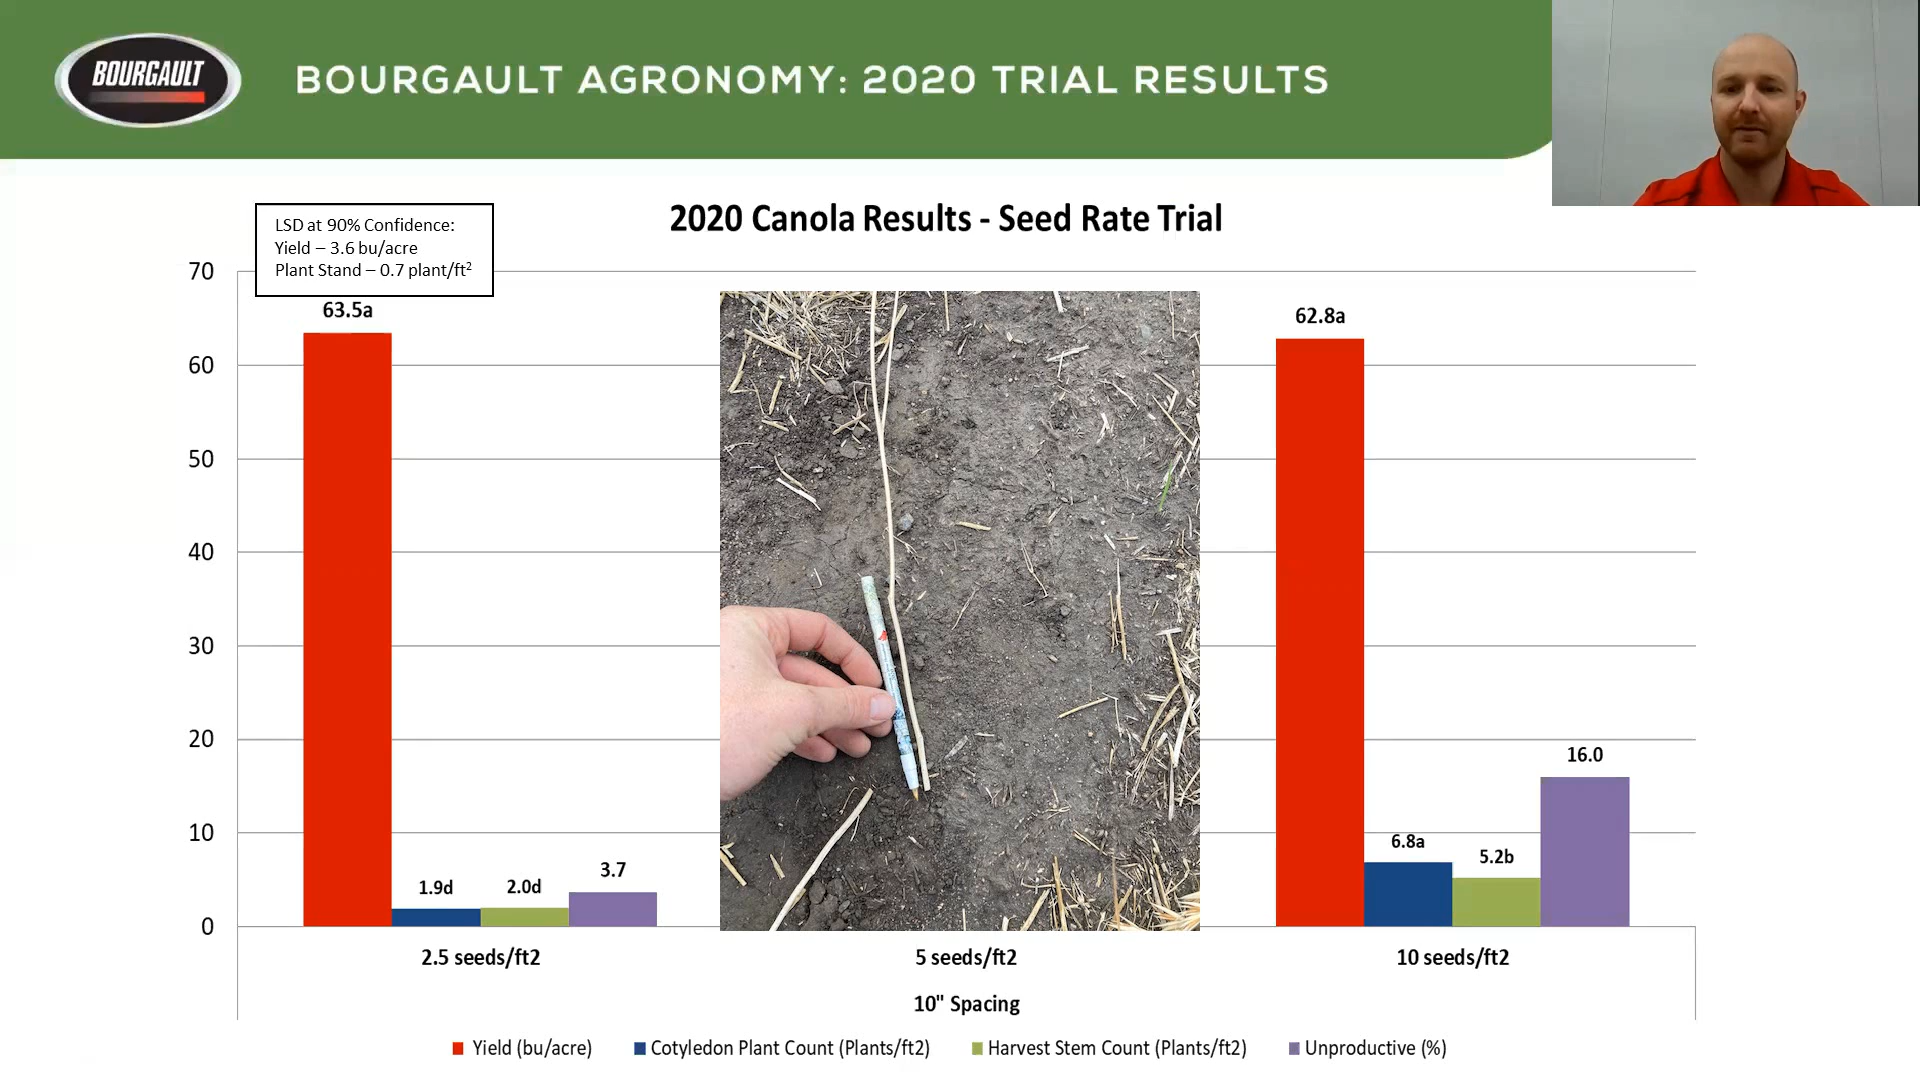 BOURGAULT
BOURGAULT AGRONOMY: 2020 TRIAL RESULTS
2020 Canola Results - Seed Rate Trial
LSD at 90% Confidence:
Yield – 3.6 bu/acre
Plant Stand – 0.7 plant/ft²
70
60
50
40
30
20
10
0
63.5a
1.9d
2.0d
3.7
62.8a
6.8a
5.2b
16.0
2.5 seeds/ft2
5 seeds/ft2
10 seeds/ft2
10" Spacing
Yield (bu/acre)
Cotyledon Plant Count (Plants/ft2)
Harvest Stem Count (Plants/ft2)
Unproductive (%)